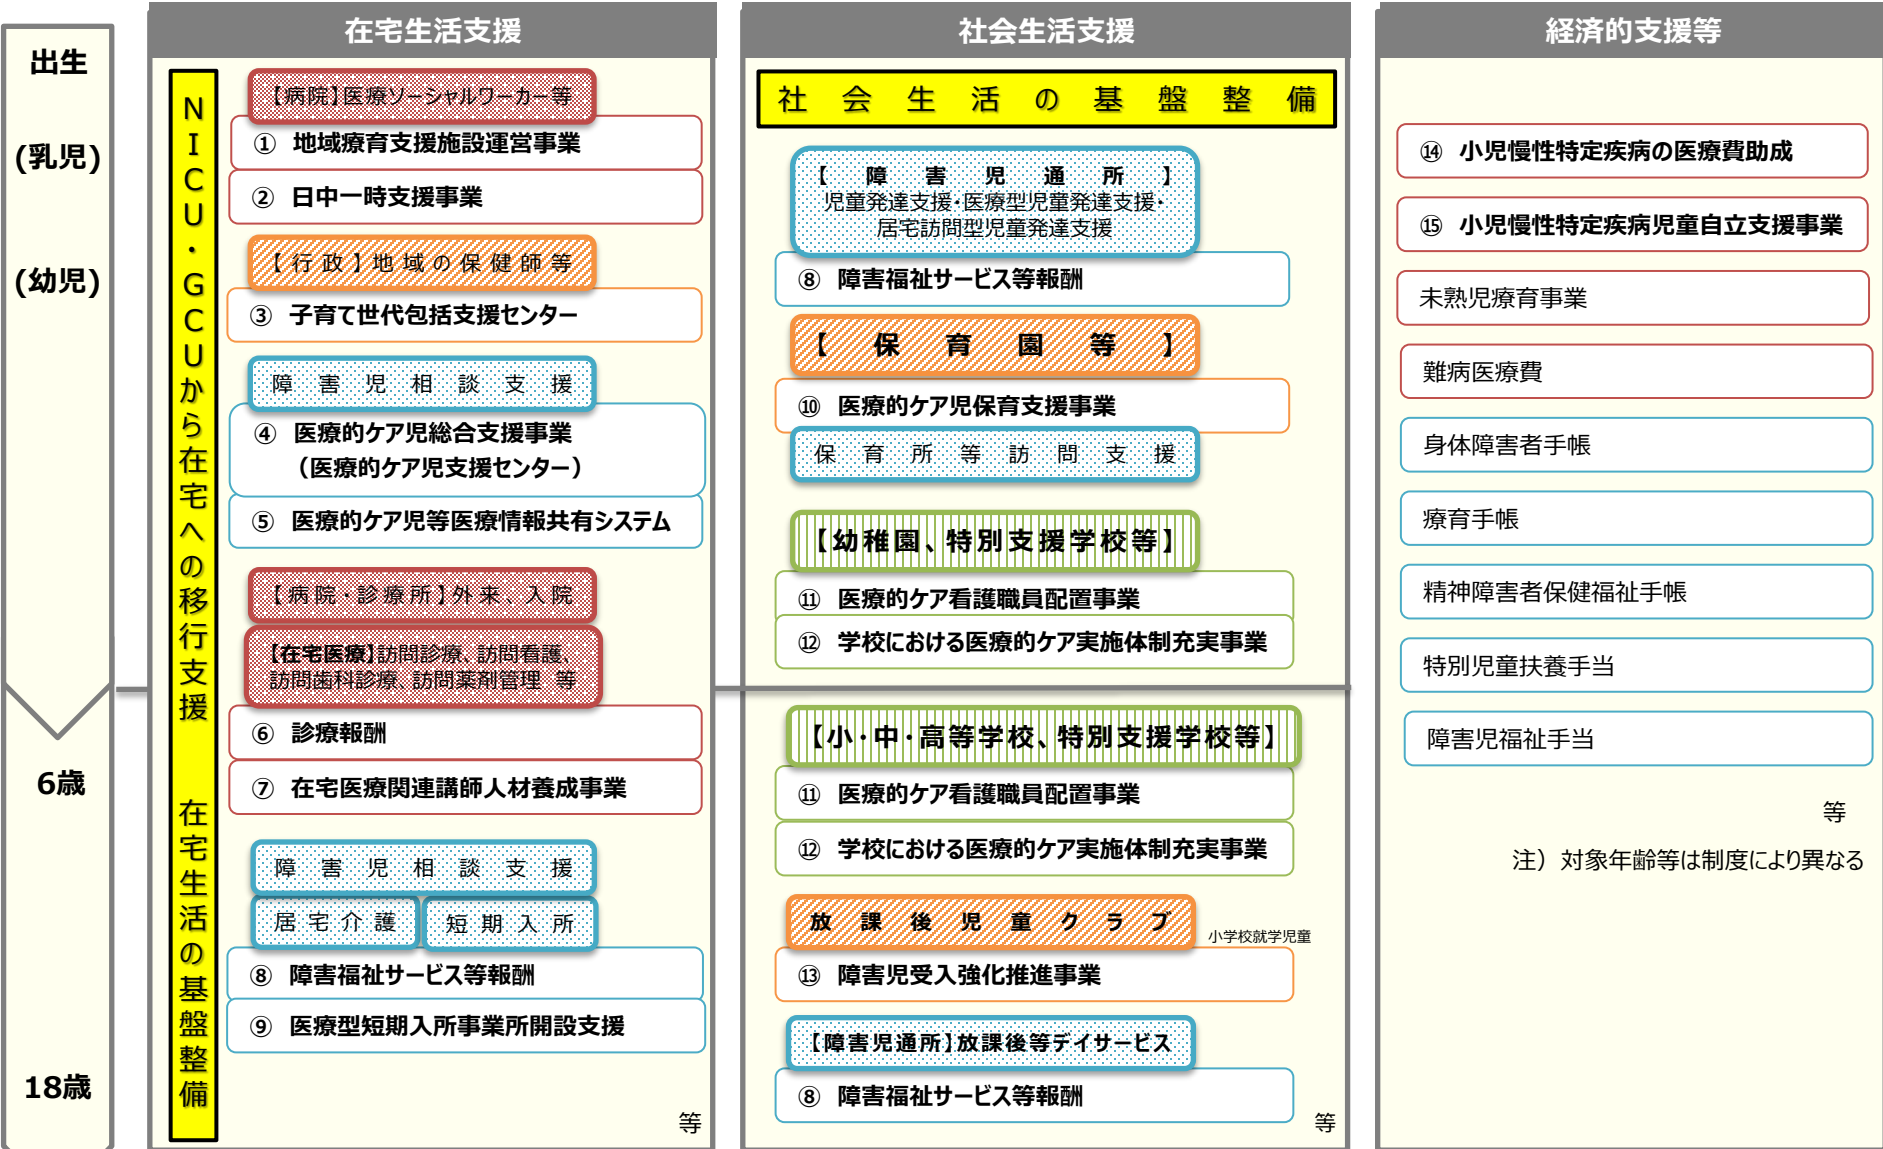 出生
(乳児)
(幼児)
6歳
18歳
在宅生活支援
NICU・GCUから在宅への移行支援 在宅生活の基盤整備
【病院】医療ソーシャルワーカー等
① 地域療育支援施設運営事業
② 日中一時支援事業
【行政】地域の保健師等
③ 子育て世代包括支援センター
障害児相談支援
④ 医療的ケア児総合支援事業
（医療的ケア児支援センター）
⑤ 医療的ケア児等医療情報共有システム
【病院・診療所】外来、入院
【在宅医療】訪問診療、訪問看護、
訪問歯科診療、訪問薬剤管理 等
⑥ 診療報酬
⑦ 在宅医療関連講師人材養成事業
障害児相談支援
居宅介護
短期入所
⑧ 障害福祉サービス等報酬
⑨ 医療型短期入所事業所開設支援
等
社会生活支援
社会生活の基盤整備
【障害児通所】
児童発達支援・医療型児童発達支援・
居宅訪問型児童発達支援
⑧ 障害福祉サービス等報酬
【保育園等】
⑩ 医療的ケア児保育支援事業
保育所等訪問支援
【幼稚園、特別支援学校等】
⑪ 医療的ケア看護職員配置事業
⑫ 学校における医療的ケア実施体制充実事業
【小・中・高等学校、特別支援学校等】
⑪ 医療的ケア看護職員配置事業
⑫ 学校における医療的ケア実施体制充実事業
放課後児童クラブ
小学校就学児童
⑬ 障害児受入強化推進事業
【障害児通所】放課後等デイサービス
⑧ 障害福祉サービス等報酬
等
経済的支援等
⑭ 小児慢性特定疾病の医療費助成
⑮ 小児慢性特定疾病児童自立支援事業
未熟児療育事業
難病医療費
身体障害者手帳
療育手帳
精神障害者保健福祉手帳
特別児童扶養手当
障害児福祉手当
等
注）対象年齢等は制度により異なる